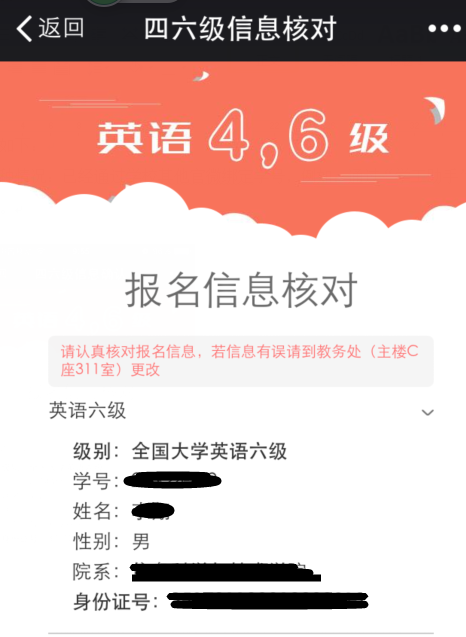 返回
四六级信息核对
英语4,6级
报名信息核对
请认真核对报名信息，若信息有误请到教务处（主楼C
座311室）更改
英语六级
级别：全国大学英语六级
学号：
姓名：
性别：男
院系：
身份证号：